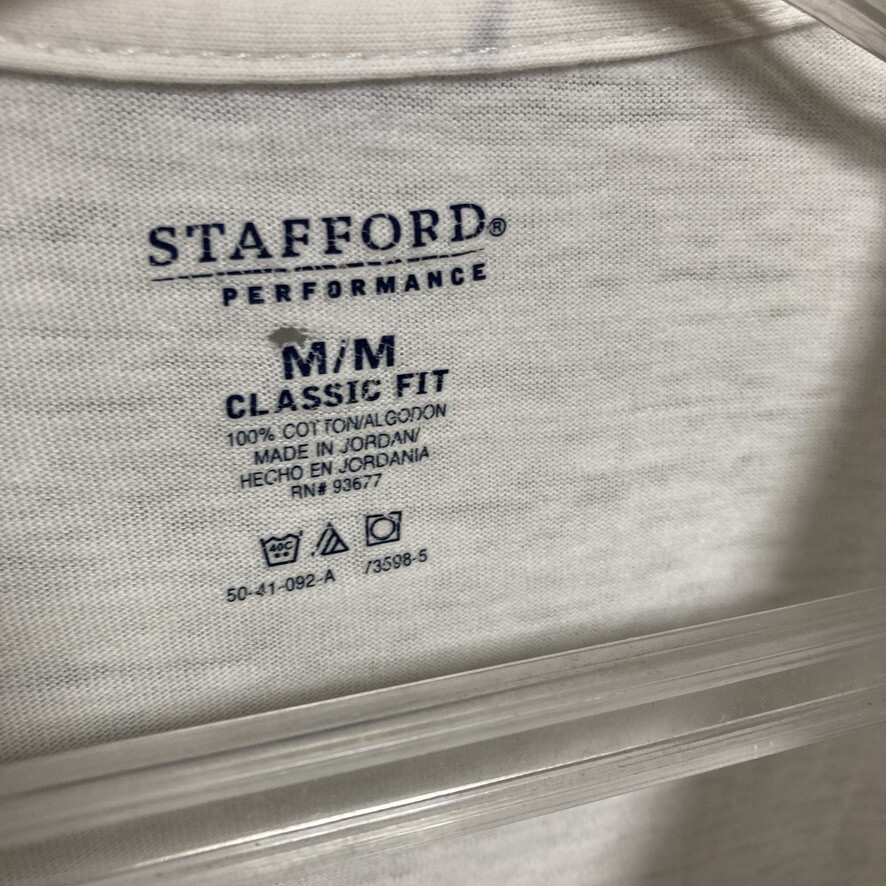 STAFFORD®
PERFORMANCE
M/M
CLASSIC FIT
100% COTTON/ALGODON
MADE IN JORDAN/
HECHO EN JORDANIA
RN# 93677
40C
50-41-092-A /3598-5